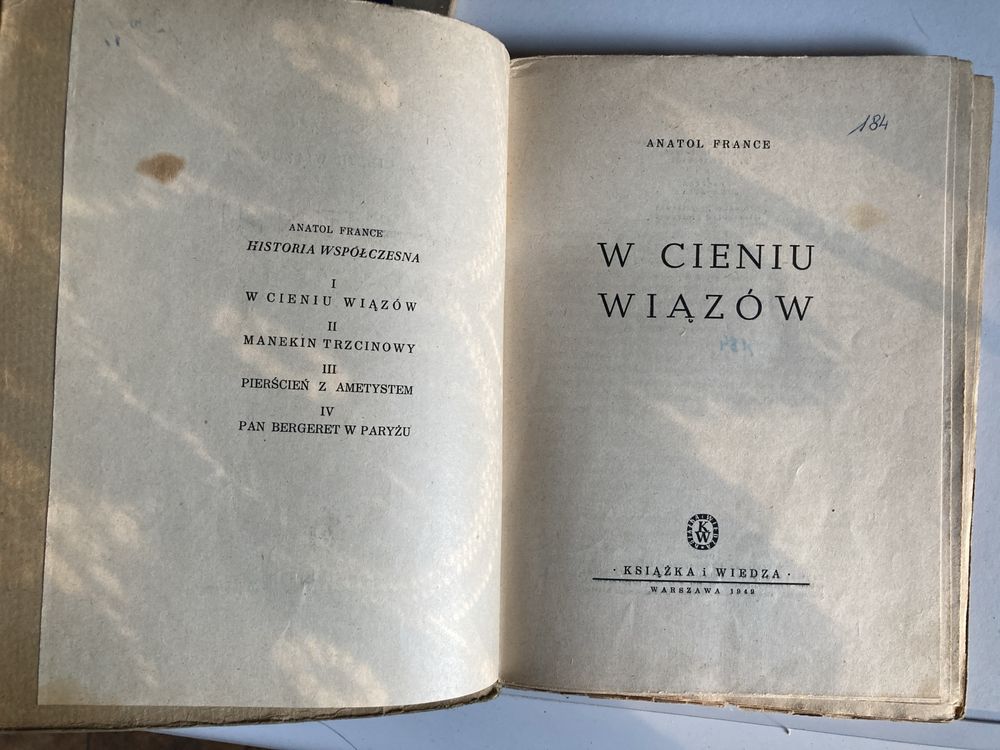 ANATOL FRANCE
HISTORIA WSPÓŁCZESNA
I
W CIENIU WIĄZÓW
II
MANEKIN TRZCINOWY
III
PIERŚCIEŃ Z AMETYSTEM
IV
PAN BERGERET W PARYŻU
184
ANATOL FRANCE
W CIENIU
WIĄZÓW
KW
· KSIĄŻKA i WIEDZA ·
WARSZAWA 1949